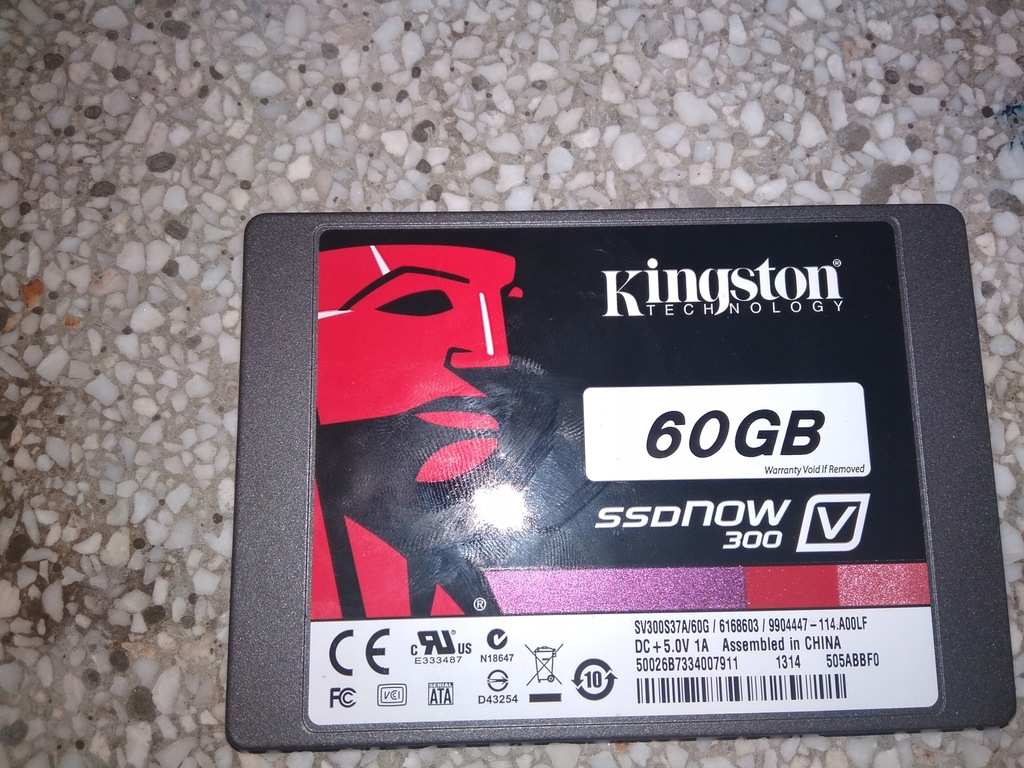 Kingston®
TECHNOLOGY
60GB
Warranty Void If Removed
SSDNOW V
300
®
SV300S37A/60G / 6168603 / 9904447-114.A00LF
DC+5.0V 1A Assembled in CHINA
50026B7334007911 1314 505ABBF0
CE c RU® US
E333487
N18647
FC VCI SERIAL
ATA
D43254
10